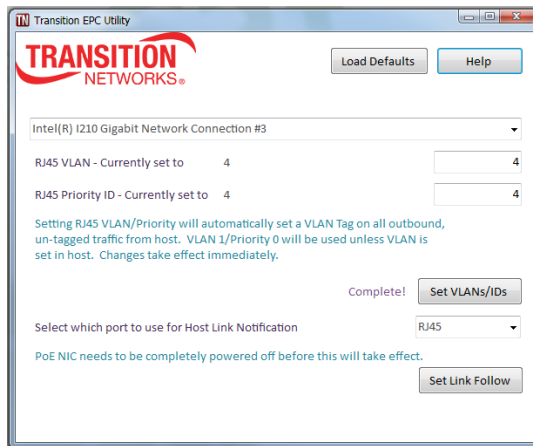 TN Transition EPC Utility
TRANSITION
NETWORKS®
Load Defaults
Help
Intel(R) I210 Gigabit Network Connection #3
RJ45 VLAN - Currently set to 4 4
RJ45 Priority ID - Currently set to 4 4
Setting RJ45 VLAN/Priority will automatically set a VLAN Tag on all outbound,
un-tagged traffic from host. VLAN 1/Priority 0 will be used unless VLAN is
set in host. Changes take effect immediately.
Complete! Set VLANs/IDs
Select which port to use for Host Link Notification RJ45
PoE NIC needs to be completely powered off before this will take effect.
Set Link Follow